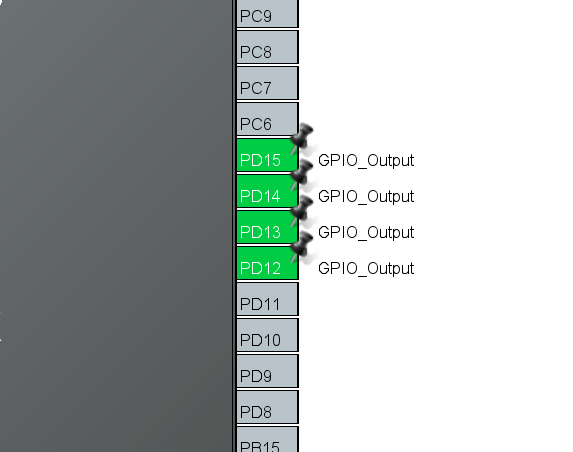 PC9
PC8
PC7
PC6
PD15 GPIO_Output
PD14 GPIO_Output
PD13 GPIO_Output
PD12 GPIO_Output
PD11
PD10
PD9
PD8
PB15